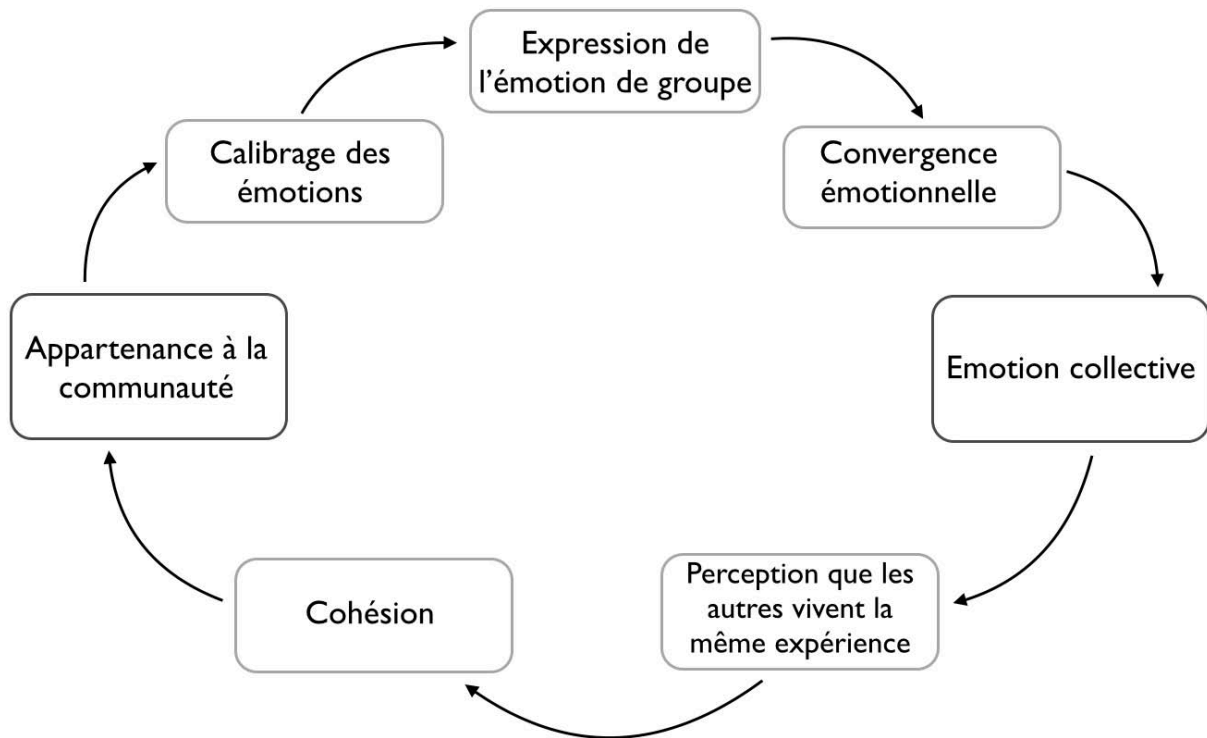 Expression de
l’émotion de groupe
Calibrage des
émotions
Convergence
émotionnelle
Appartenance à la
communauté
Emotion collective
Cohésion
Perception que les
autres vivent la
même expérience